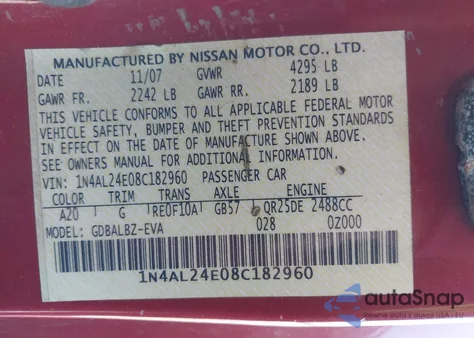 MANUFACTURED BY NISSAN MOTOR CO., LTD.
DATE 11/07 GVWR 4295 LB
GAWR FR. 2242 LB GAWR RR. 2189 LB
THIS VEHICLE CONFORMS TO ALL APPLICABLE FEDERAL MOTOR
VEHICLE SAFETY, BUMPER AND THEFT PREVENTION STANDARDS
IN EFFECT ON THE DATE OF MANUFACTURE SHOWN ABOVE.
SEE OWNERS MANUAL FOR ADDITIONAL INFORMATION.
VIN: 1N4AL24E08C182960 PASSENGER CAR
COLOR TRIM TRANS AXLE ENGINE
A20 G RE0F10A GB57 QR25DE 2488CC
MODEL: GDBALBZ-EVA 028 0Z000
1N4AL24E08C182960
autoSnap